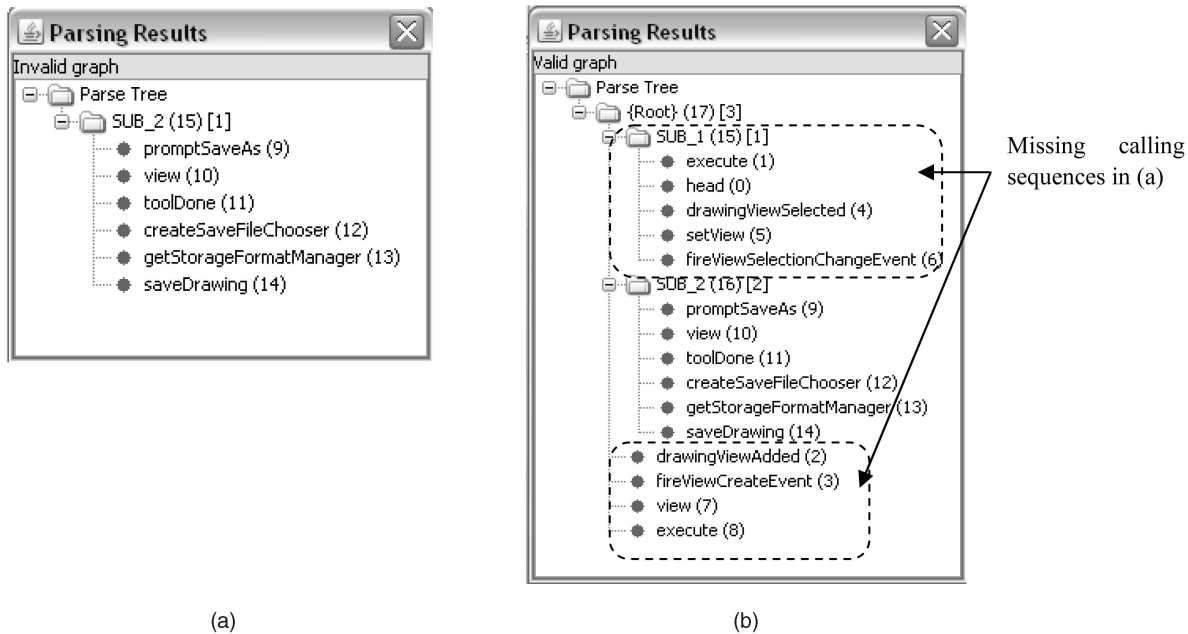 Parsing Results
Invalid graph
Parse Tree
SUB_2 (15) [1]
promptSaveAs (9)
view (10)
toolDone (11)
createSaveFileChooser (12)
getStorageFormatManager (13)
saveDrawing (14)
(a)
Parsing Results
Valid graph
Parse Tree
{Root} (17) [3]
SUB_1 (15) [1]
execute (1)
head (0)
drawingViewSelected (4)
setView (5)
fireViewSelectionChangeEvent (6)
SUB_2 (16) [2]
promptSaveAs (9)
view (10)
toolDone (11)
createSaveFileChooser (12)
getStorageFormatManager (13)
saveDrawing (14)
drawingViewAdded (2)
fireViewCreateEvent (3)
view (7)
execute (8)
(b)
Missing calling
sequences in (a)